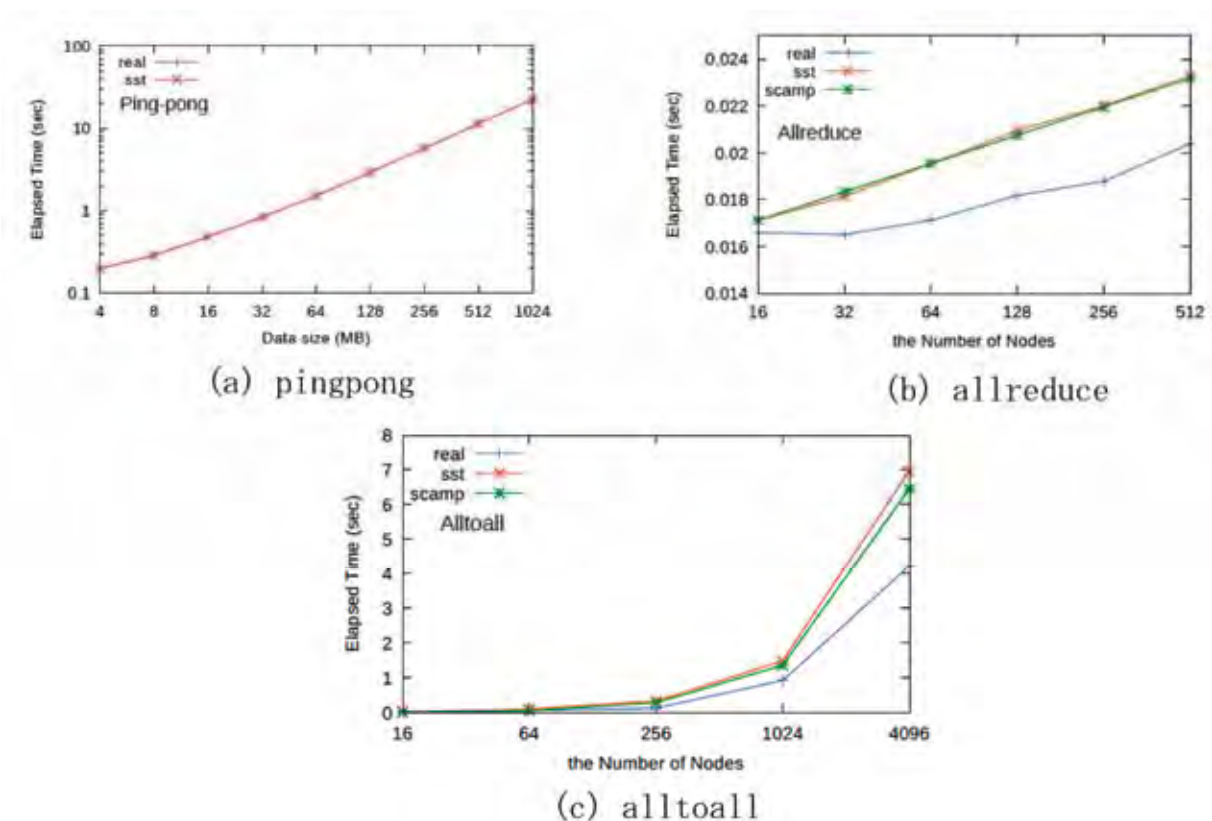 100
10
1
0.1
real
sst
Ping-pong
Elapsed Time (sec)
4 8 16 32 64 128 256 512 1024
Data size (MB)
(a) pingpong
0.024
0.022
0.02
0.018
0.016
0.014
real
sst
scamp
Allreduce
Elapsed Time (sec)
16 32 64 128 256 512
the Number of Nodes
(b) allreduce
8
7
6
5
4
3
2
1
0
real
sst
scamp
Alltoall
Elapsed Time (sec)
16 64 256 1024 4096
the Number of Nodes
(c) alltoall